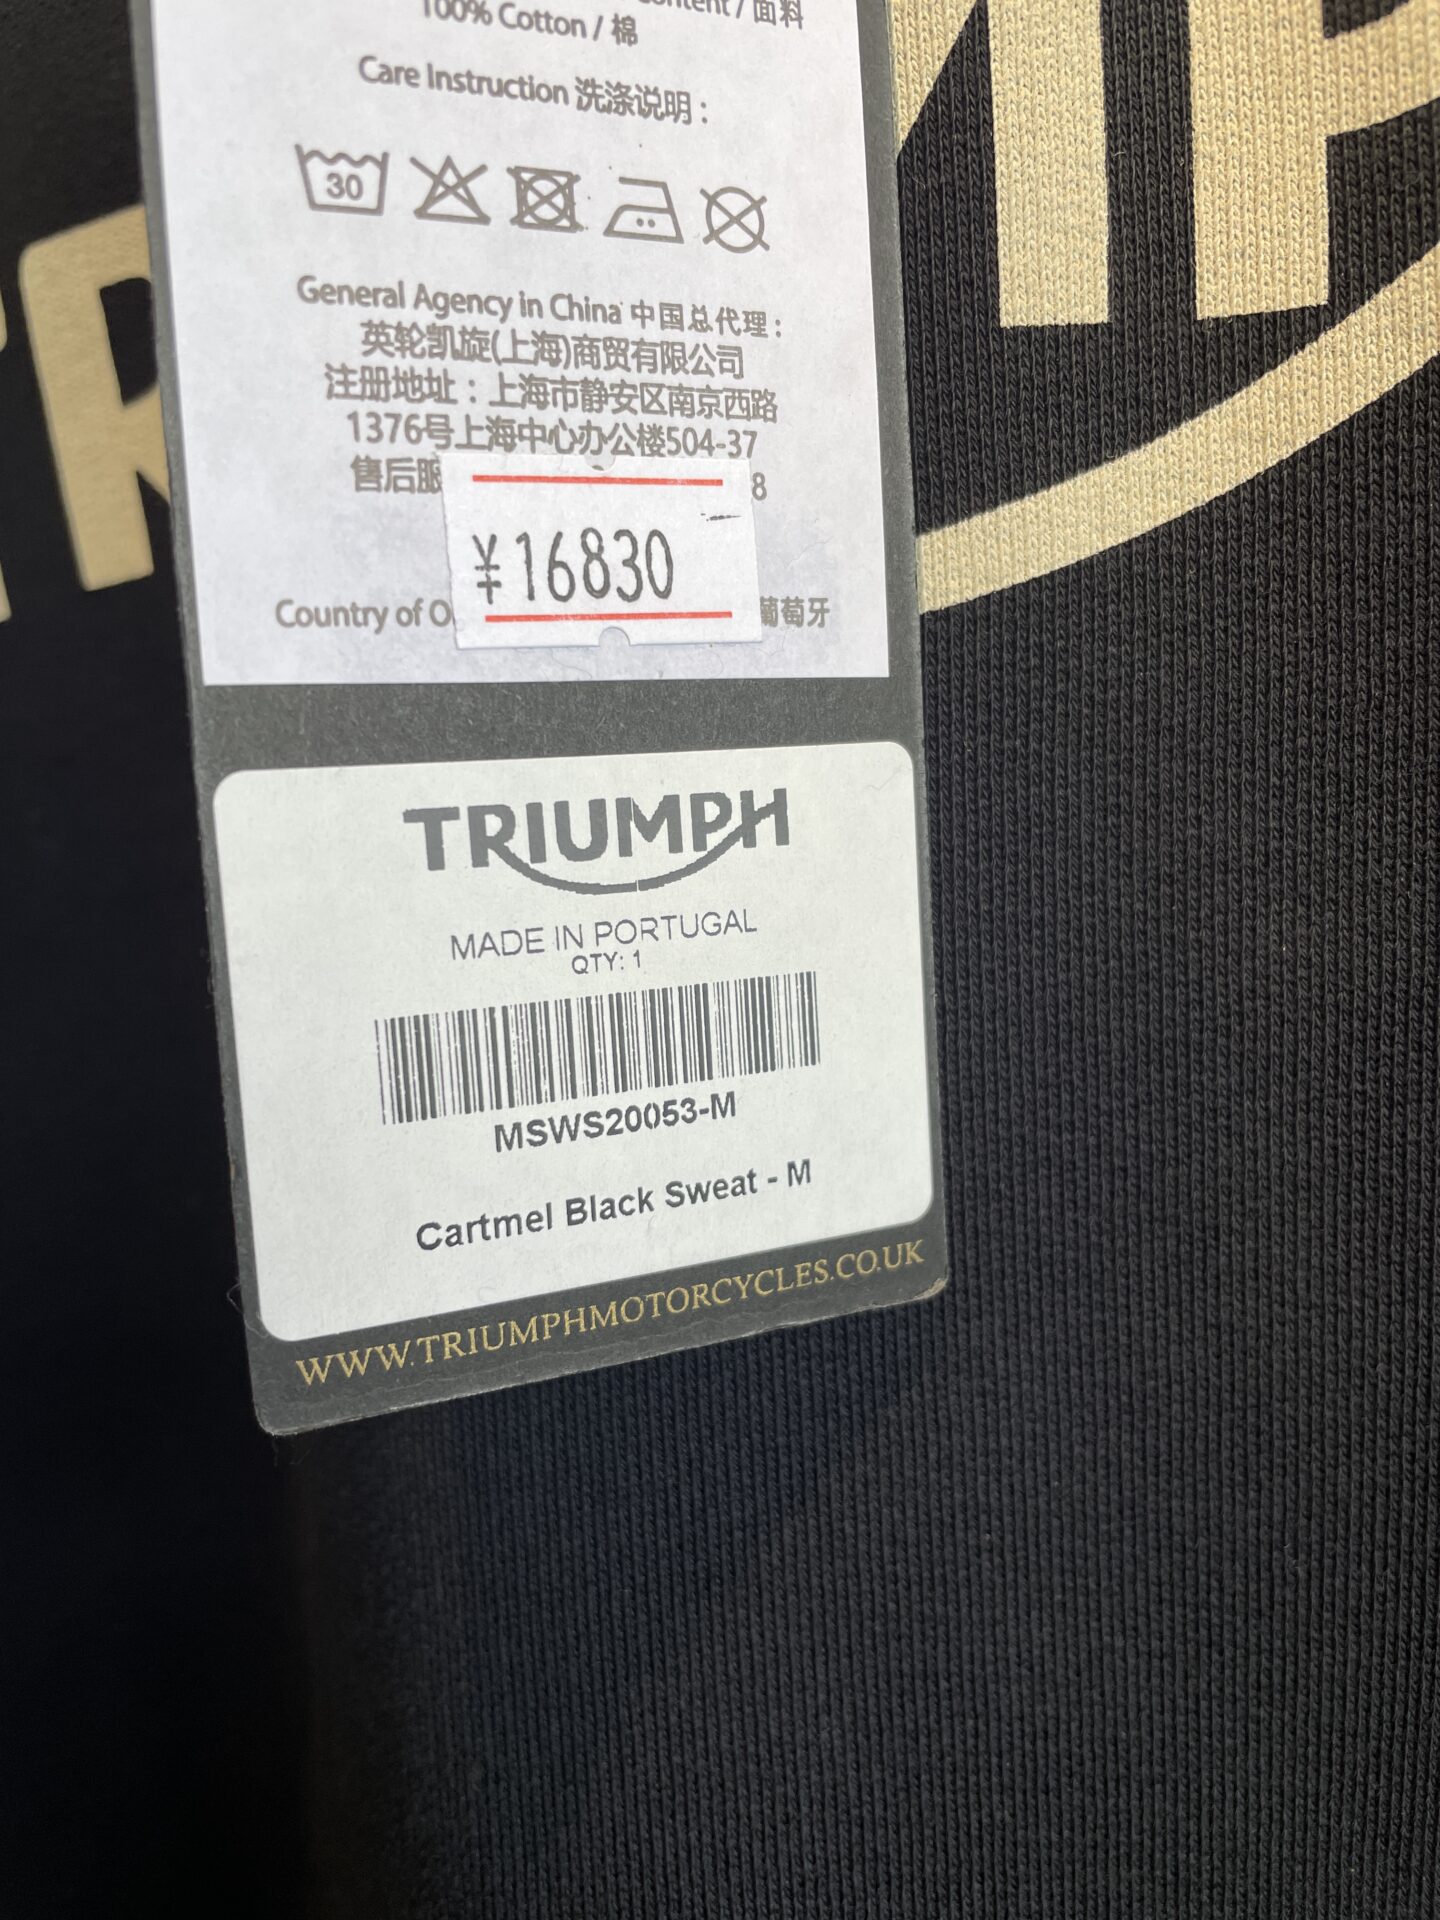 / 面料
100% Cotton / 棉
Care Instruction 洗涤说明：
30
General Agency in China 中国总代理：
英轮凯旋(上海)商贸有限公司
注册地址：上海市静安区南京西路
1376号上海中心办公楼504-37
售后服 8
¥16830
Country of O 葡萄牙
TRIUMPH
MADE IN PORTUGAL
QTY: 1
MSWS20053-M
Cartmel Black Sweat - M
WWW.TRIUMPHMOTORCYCLES.CO.UK